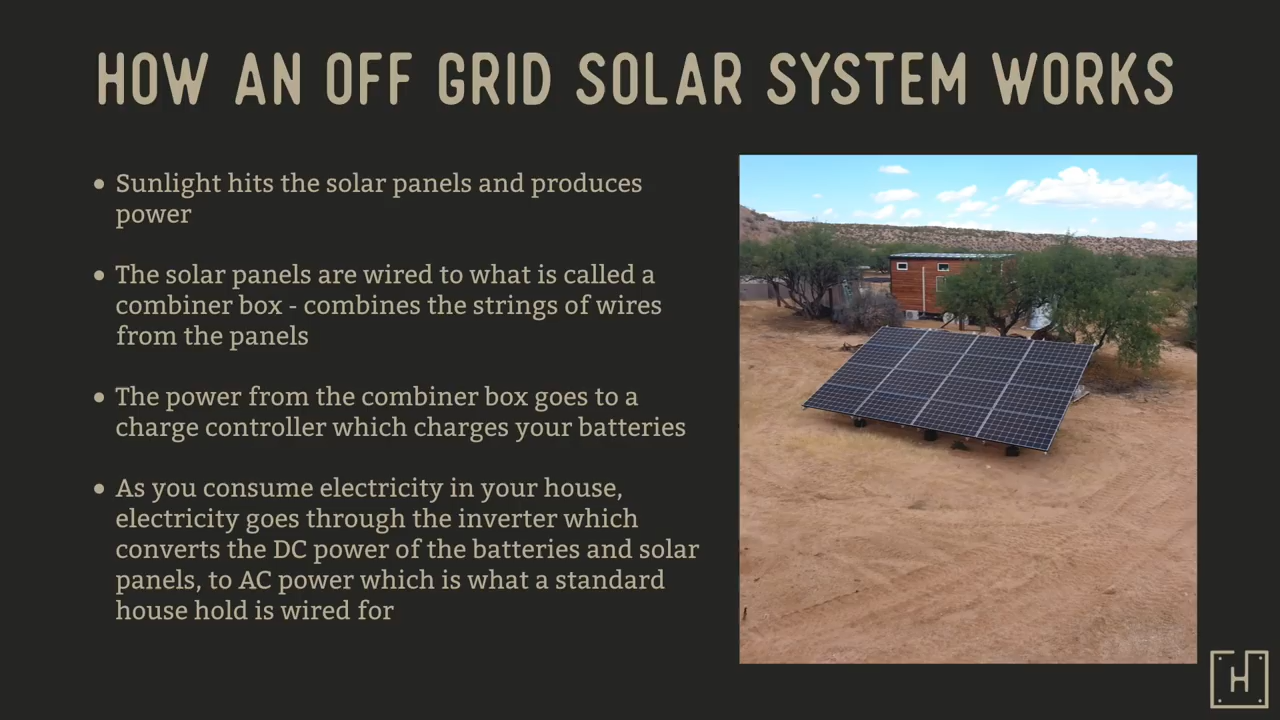 HOW AN OFF GRID SOLAR SYSTEM WORKS
• Sunlight hits the solar panels and produces
power
• The solar panels are wired to what is called a
combiner box - combines the strings of wires
from the panels
• The power from the combiner box goes to a
charge controller which charges your batteries
• As you consume electricity in your house,
electricity goes through the inverter which
converts the DC power of the batteries and solar
panels, to AC power which is what a standard
house hold is wired for
H